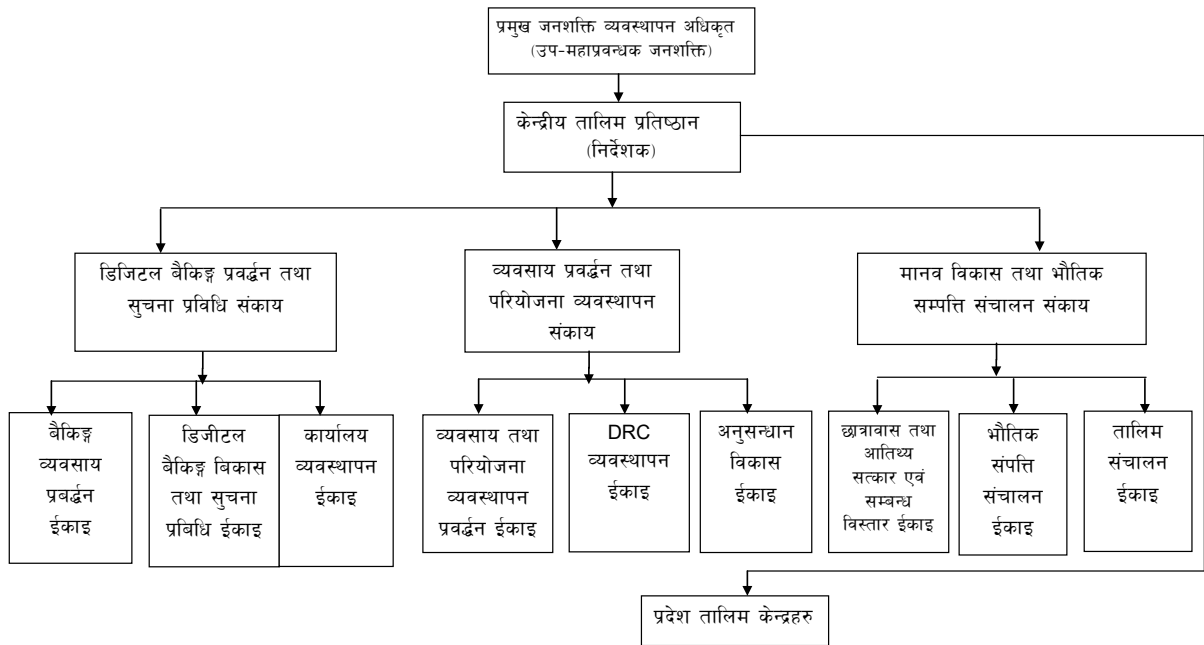 प्रमुख जनशक्ति व्यवस्थापन अधिकृत
(उप-महाप्रवन्धक जनशक्ति)
केन्द्रीय तालिम प्रतिष्ठान
(निर्देशक)
डिजिटल बैकिङ्ग प्रवर्द्धन तथा
सुचना प्रविधि संकाय
व्यवसाय प्रवर्द्धन तथा
परियोजना व्यवस्थापन
संकाय
मानव विकास तथा भौतिक
सम्पत्ति संचालन संकाय
बैकिङ्ग
व्यवसाय
प्रबर्द्धन
ईकाइ
डिजीटल
बैकिङ्ग बिकास
तथा सुचना
प्रबिधि ईकाइ
कार्यालय
व्यवस्थापन
ईकाइ
व्यवसाय तथा
परियोजना
व्यवस्थापन
प्रवर्द्धन ईकाइ
DRC
व्यवस्थापन
ईकाइ
अनुसन्धान
विकास
ईकाइ
छात्रावास तथा
आतिथ्य
सत्कार एवं
सम्बन्ध
विस्तार ईकाइ
भौतिक
संपत्ति
संचालन
ईकाइ
तालिम
संचालन
ईकाइ
प्रदेश तालिम केन्द्रहरु